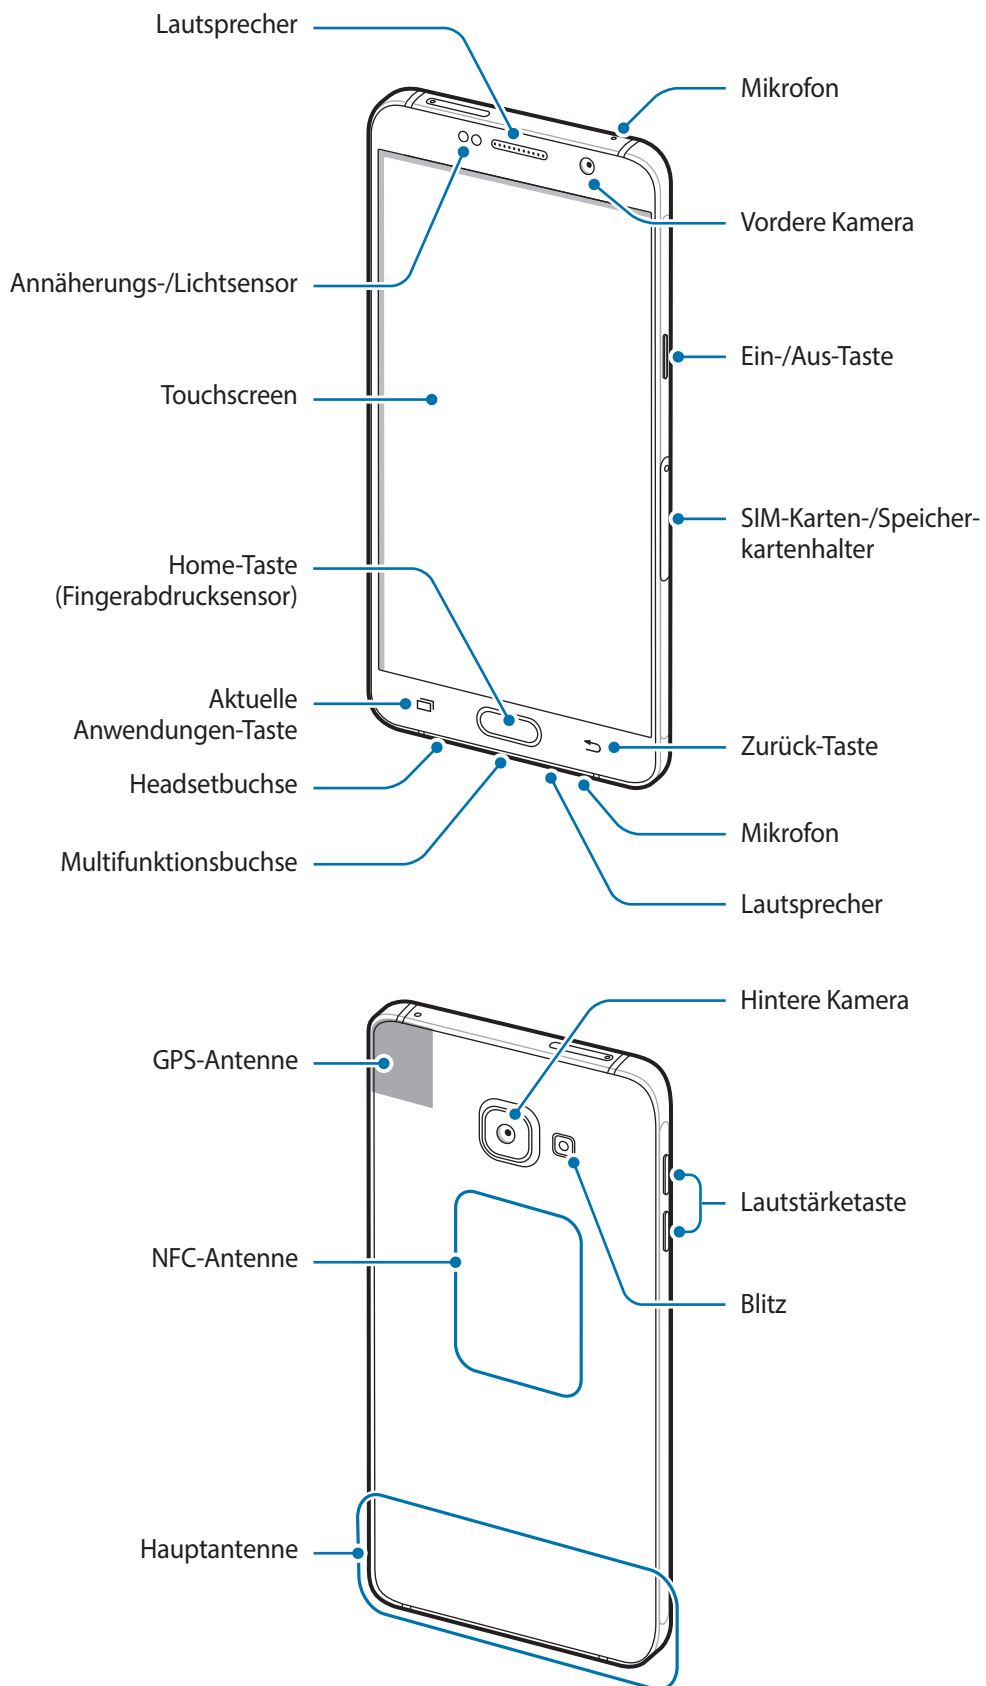 Lautsprecher
Mikrofon
Vordere Kamera
Annäherungs-/Lichtsensor
Ein-/Aus-Taste
Touchscreen
SIM-Karten-/Speicher-
kartenhalter
Home-Taste
(Fingerabdrucksensor)
Aktuelle
Anwendungen-Taste
Zurück-Taste
Headsetbuchse
Mikrofon
Multifunktionsbuchse
Lautsprecher
Hintere Kamera
GPS-Antenne
Lautstärketaste
NFC-Antenne
Blitz
Hauptantenne